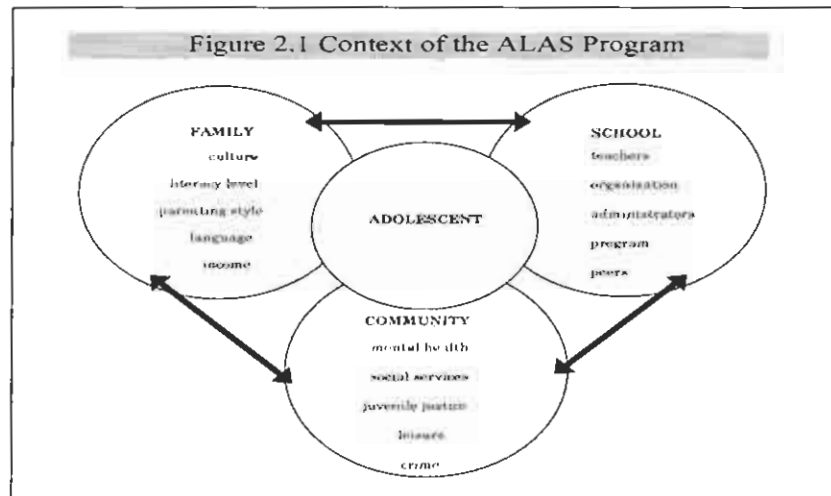 Figure 2.1 Context of the ALAS Program
FAMILY
culture
literacy level
parenting style
language
income
ADOLESCENT
SCHOOL
teachers
organization
administrators
program
peers
COMMUNITY
mental health
social services
juvenile justice
leisure
crime